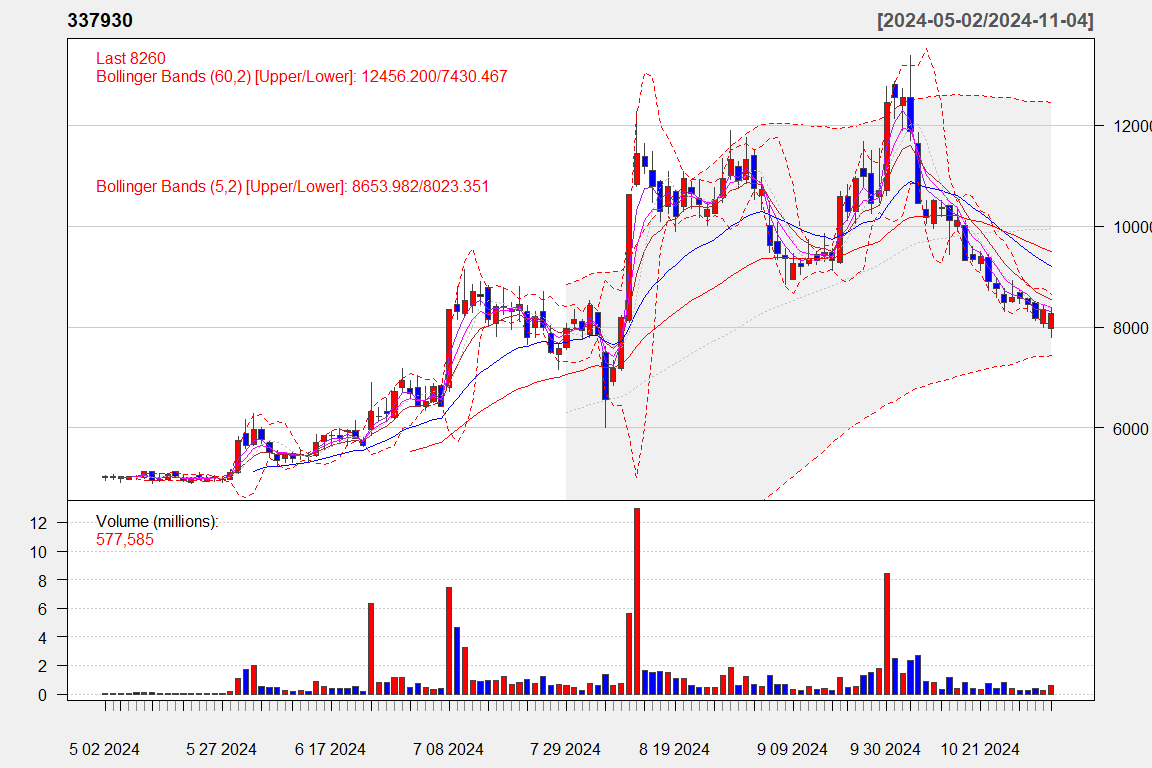 337930
[2024-05-02/2024-11-04]
Last 8260
Bollinger Bands (60,2) [Upper/Lower]: 12456.200/7430.467
Bollinger Bands (5,2) [Upper/Lower]: 8653.982/8023.351
12000
10000
8000
6000
Volume (millions):
577,585
12
10
8
6
4
2
0
5 02 2024
5 27 2024
6 17 2024
7 08 2024
7 29 2024
8 19 2024
9 09 2024
9 30 2024
10 21 2024